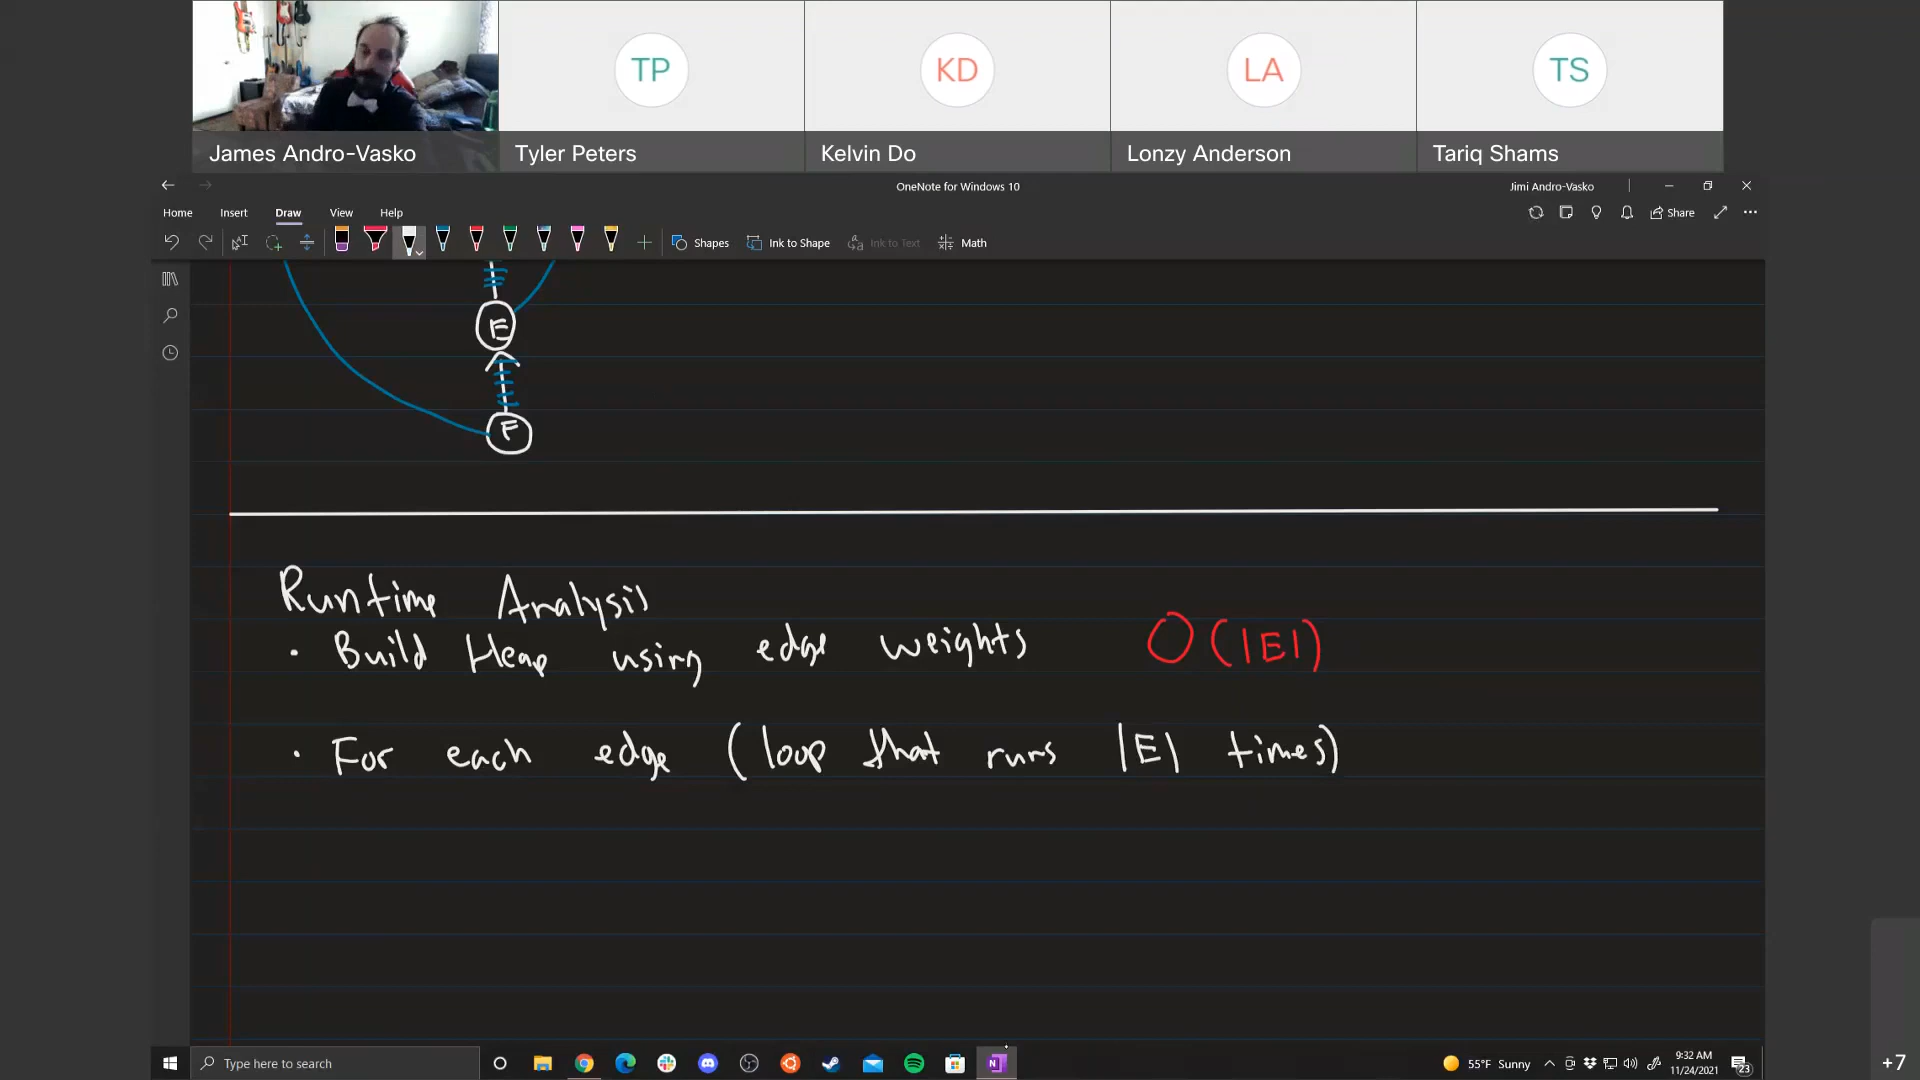 TP
KD
LA
TS
James Andro-Vasko
Tyler Peters
Kelvin Do
Lonzy Anderson
Tariq Shams
OneNote for Windows 10
Jimi Andro-Vasko
Home Insert Draw View Help
Share
Shapes
Ink to Shape
Ink to Text
Math
E
F
Runtime Analysis
• Build Heap using edge weights O(|E|)
• For each edge (loop that runs |E| times)
Type here to search
55°F Sunny
9:32 AM
11/24/2021
23
+7